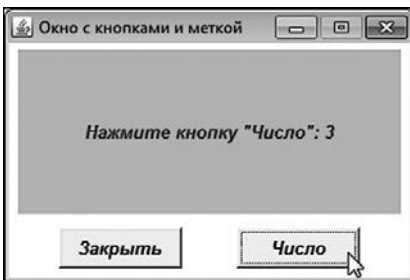 Окно с кнопками и меткой
Нажмите кнопку "Число": 3
Закрыть Число